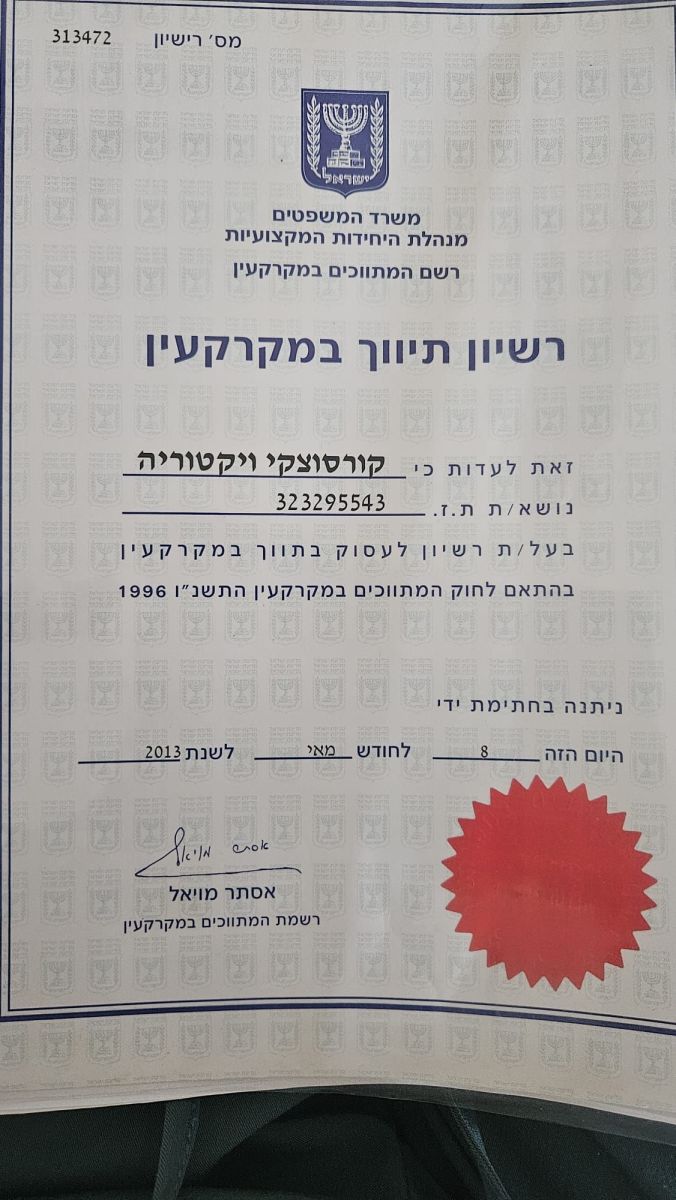 מס' רישיון 313472
ישראל
משרד המשפטים
מנהלת היחידות המקצועיות
רשם המתווכים במקרקעין
רשיון תיווך במקרקעין
זאת לעדות כי קורסוצקי ויקטוריה
נושא/ת ת.ז. 323295543
בעל/ת רשיון לעסוק בתווך במקרקעין
בהתאם לחוק המתווכים במקרקעין התשנ"ו 1996
ניתנה בחתימת ידי
היום הזה 8 לחודש מאי לשנת 2013
אסתר מויאל
אסתר מויאל
רשמת המתווכים במקרקעין